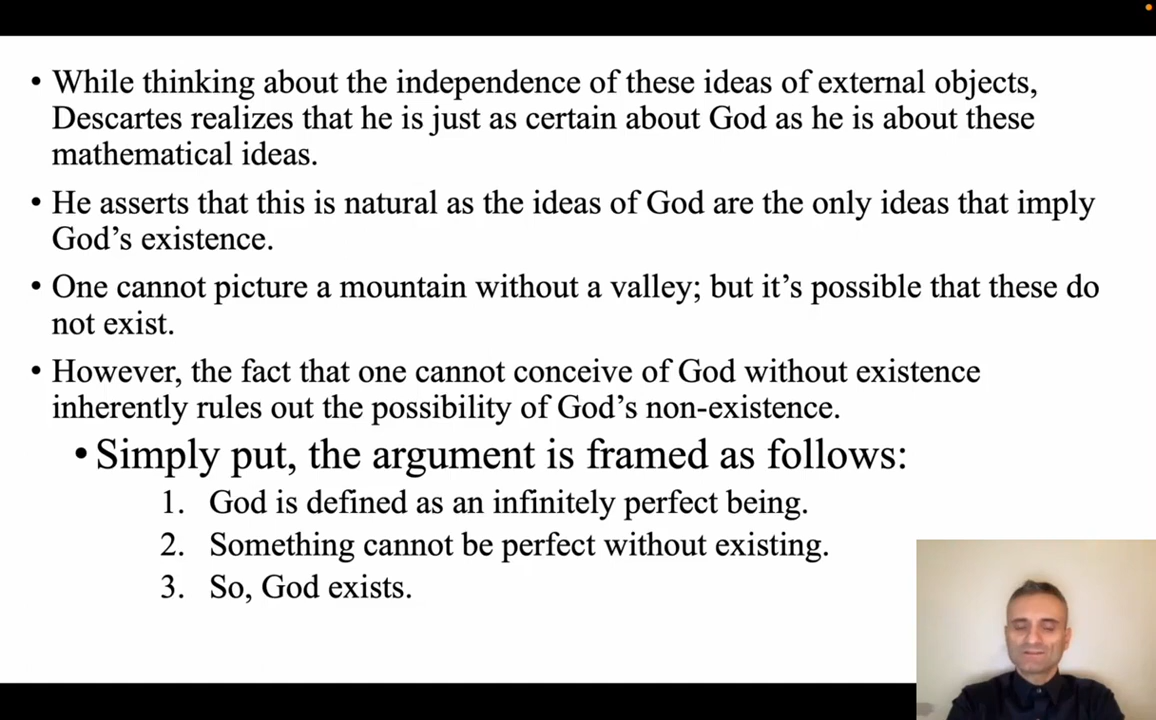 • While thinking about the independence of these ideas of external objects,
Descartes realizes that he is just as certain about God as he is about these
mathematical ideas.
• He asserts that this is natural as the ideas of God are the only ideas that imply
God’s existence.
• One cannot picture a mountain without a valley; but it’s possible that these do
not exist.
• However, the fact that one cannot conceive of God without existence
inherently rules out the possibility of God’s non-existence.
• Simply put, the argument is framed as follows:
1. God is defined as an infinitely perfect being.
2. Something cannot be perfect without existing.
3. So, God exists.